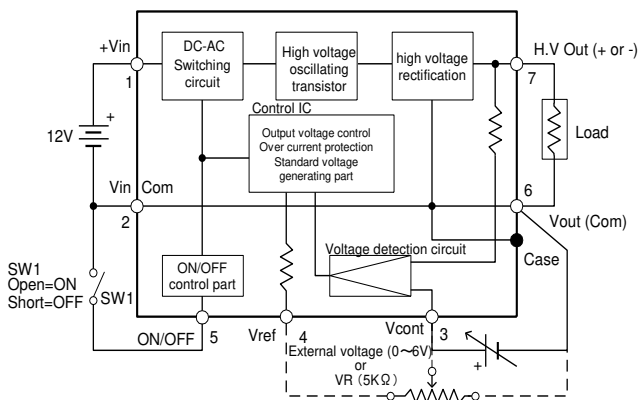 +Vin
1
DC-AC
Switching
circuit
High voltage
oscillating
transistor
high voltage
rectification
H.V Out (+ or -)
7
12V
+
Control IC
Output voltage control
Over current protection
Standard voltage
generating part
Load
Vin
Com
2
6
Vout (Com)
Case
Voltage detection circuit
SW1
Open=ON
Short=OFF
SW1
ON/OFF
control part
ON/OFF
5
Vref
4
Vcont
3
External voltage (0~6V)
or
VR (5KΩ)
+